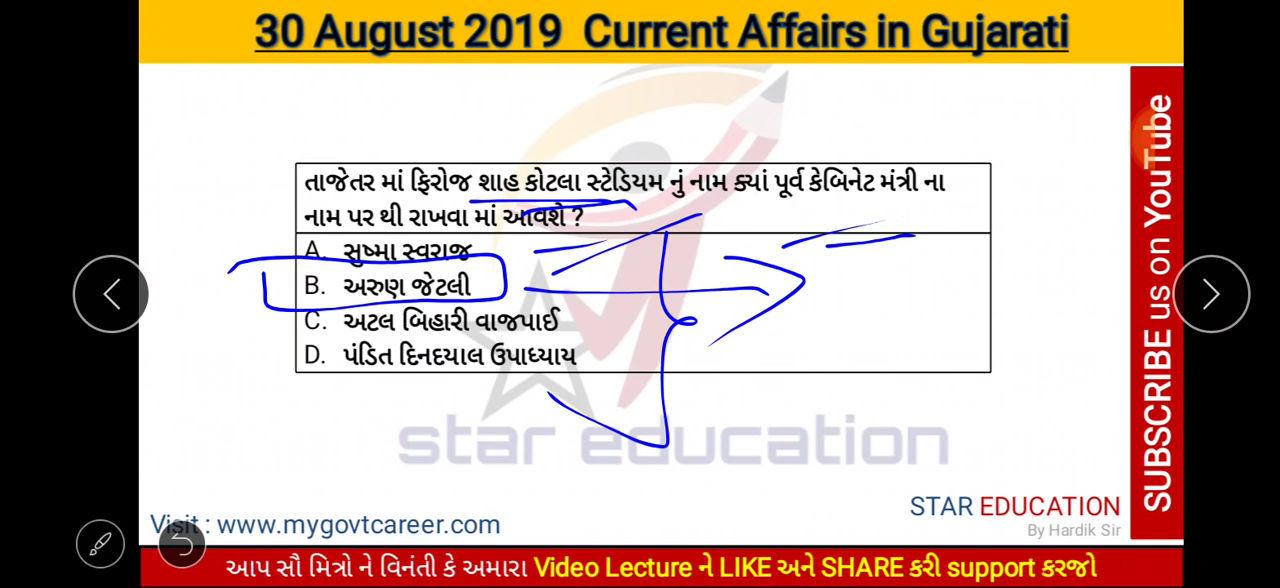 30 August 2019 Current Affairs in Gujarati
તાજેતર માં ફિરોજ શાહ કોટલા સ્ટેડિયમ નું નામ ક્યાં પૂર્વ કેબિનેટ મંત્રી ના
નામ પર થી રાખવા માં આવશે ?
A. સુષ્મા સ્વરાજ
B. અરુણ જેટલી
C. અટલ બિહારી વાજપાઈ
D. પંડિત દિનદયાલ ઉપાધ્યાય
star education
STAR EDUCATION
By Hardik Sir
Visit : www.mygovtcareer.com
આપ સૌ મિત્રો ને વિનંતી કે અમારા Video Lecture ને LIKE અને SHARE કરી support કરજો
SUBSCRIBE us on YouTube